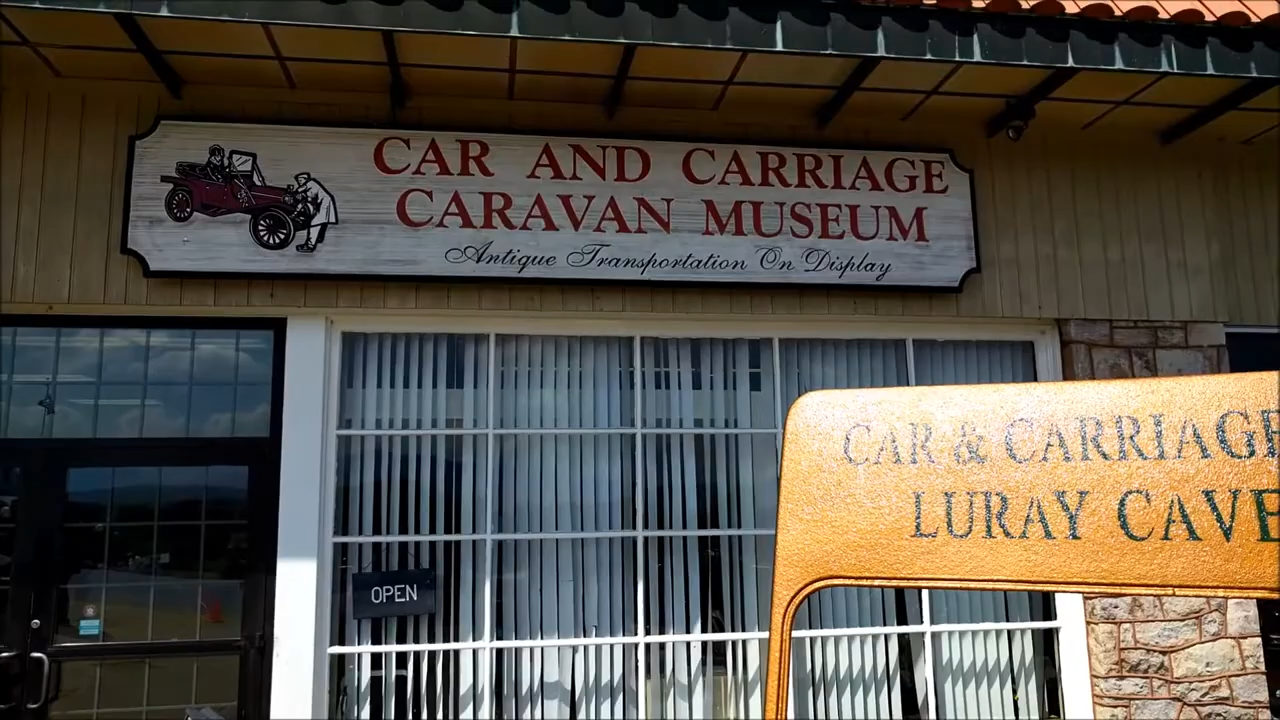 CAR AND CARRIAGE
CARAVAN MUSEUM
Antique Transportation On Display
OPEN
CAR & CARRIAGE
LURAY CAVE